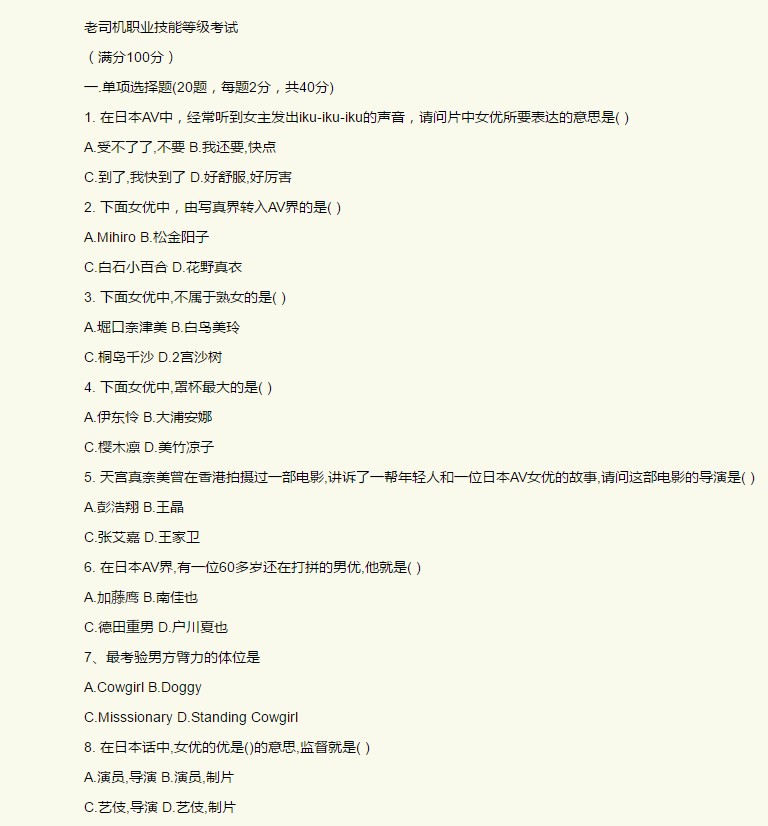 老司机职业技能等级考试
（满分100分）
一.单项选择题(20题，每题2分，共40分)
1. 在日本AV中，经常听到女主发出iku-iku-iku的声音，请问片中女优所要表达的意思是( )
A.受不了了,不要 B.我还要,快点
C.到了,我快到了 D.好舒服,好厉害
2. 下面女优中，由写真界转入AV界的是( )
A.Mihiro B.松金阳子
C.白石小百合 D.花野真衣
3. 下面女优中,不属于熟女的是( )
A.堀口奈津美 B.白鸟美玲
C.桐岛千沙 D.2宫沙树
4. 下面女优中,罩杯最大的是( )
A.伊东怜 B.大浦安娜
C.樱木凛 D.美竹凉子
5. 天宫真奈美曾在香港拍摄过一部电影,讲诉了一帮年轻人和一位日本AV女优的故事,请问这部电影的导演是( )
A.彭浩翔 B.王晶
C.张艾嘉 D.王家卫
6. 在日本AV界,有一位60多岁还在打拼的男优,他就是( )
A.加藤鹰 B.南佳也
C.德田重男 D.户川夏也
7、最考验男方臂力的体位是
A.Cowgirl B.Doggy
C.Misssionary D.Standing Cowgirl
8. 在日本话中,女优的优是()的意思,监督就是( )
A.演员,导演 B.演员,制片
C.艺伎,导演 D.艺伎,制片